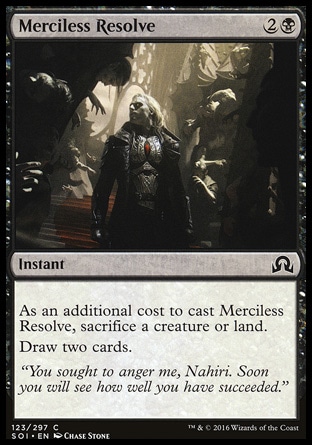 Merciless Resolve 2
Instant
As an additional cost to cast Merciless
Resolve, sacrifice a creature or land.
Draw two cards.
“You sought to anger me, Nahiri. Soon
you will see how well you have succeeded.”
123/297 C
SOI • EN Chase Stone
™ & © 2016 Wizards of the Coast